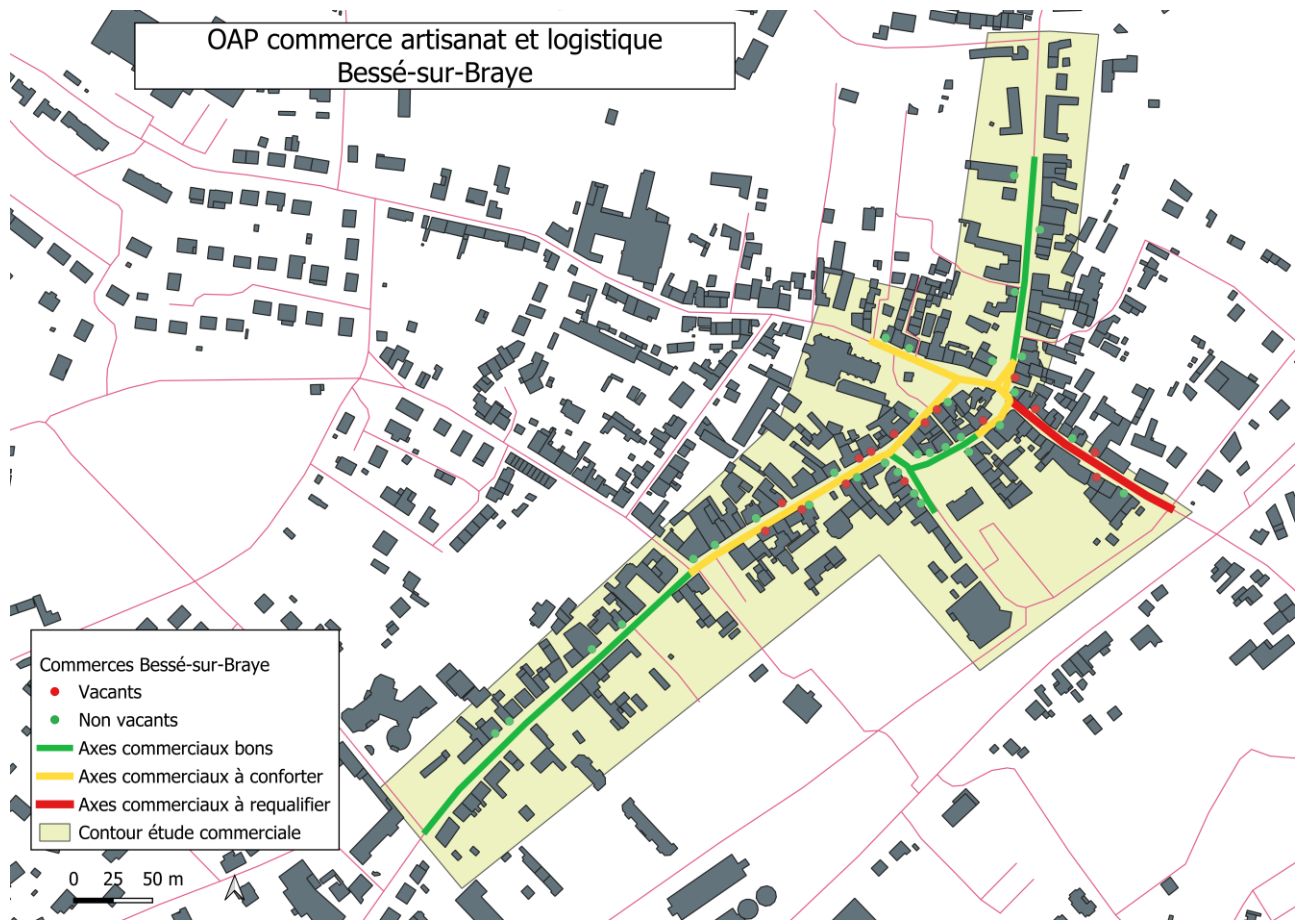 OAP commerce artisanat et logistique
Bessé-sur-Braye
Commerces Bessé-sur-Braye
Vacants
Non vacants
Axes commerciaux bons
Axes commerciaux à conforter
Axes commerciaux à requalifier
Contour étude commerciale
0 25 50 m